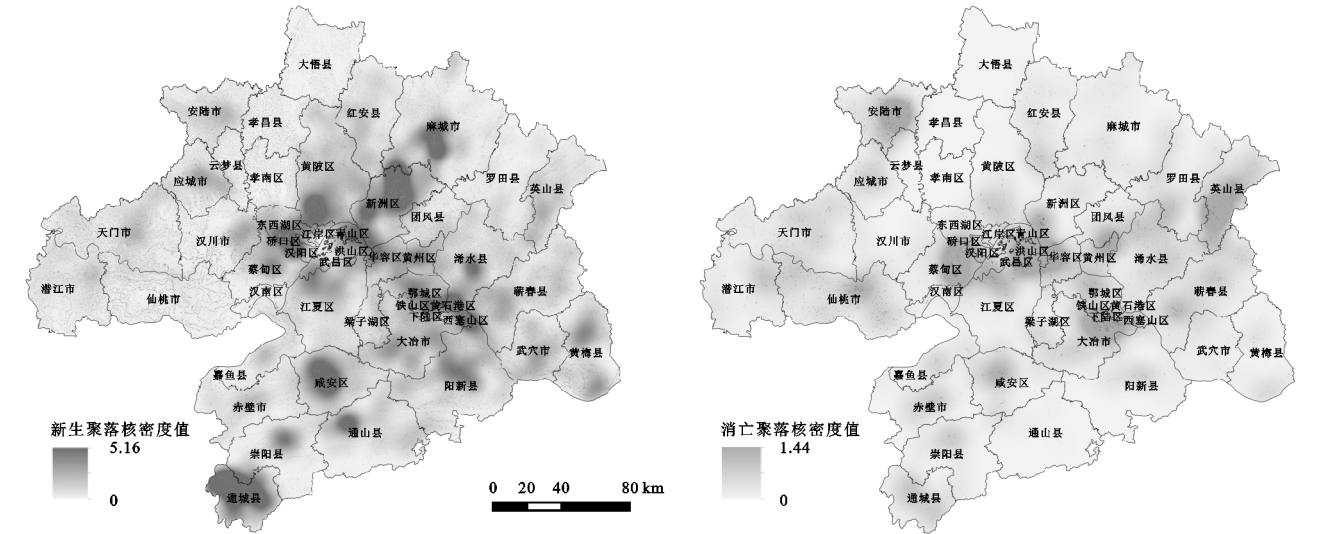 大悟县
安陆市
孝昌县
红安县
麻城市
云梦县
黄陂区
应城市
孝南区
罗田县
英山县
新洲区
团风县
天门市
汉川市
东西湖区
江岸区
青山区
硚口区
汉阳区
洪山区
武昌区
华容区
黄州区
浠水县
蔡甸区
潜江市
仙桃市
汉南区
江夏区
鄂城区
蕲春县
铁山区
黄石港区
下陆区
西塞山区
梁子湖区
大冶市
武穴市
黄梅县
嘉鱼县
咸安区
阳新县
赤壁市
通山县
崇阳县
通城县
新生聚落核密度值
5.16
0
0 20 40 80 km
大悟县
安陆市
孝昌县
红安县
麻城市
云梦县
黄陂区
应城市
孝南区
罗田县
英山县
新洲区
团风县
天门市
汉川市
东西湖区
江岸区
青山区
硚口区
汉阳区
洪山区
武昌区
华容区
黄州区
浠水县
蔡甸区
潜江市
仙桃市
汉南区
江夏区
鄂城区
蕲春县
铁山区
黄石港区
下陆区
西塞山区
梁子湖区
大冶市
武穴市
黄梅县
嘉鱼县
咸安区
阳新县
赤壁市
通山县
崇阳县
通城县
消亡聚落核密度值
1.44
0